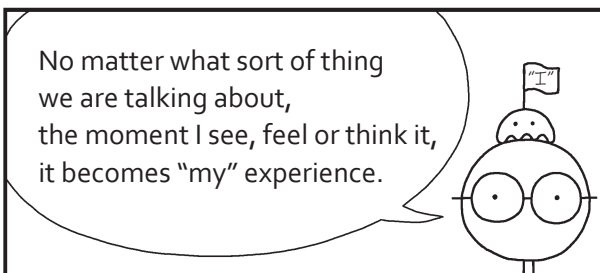 No matter what sort of thing
we are talking about,
the moment I see, feel or think it,
it becomes “my” experience.
"I"